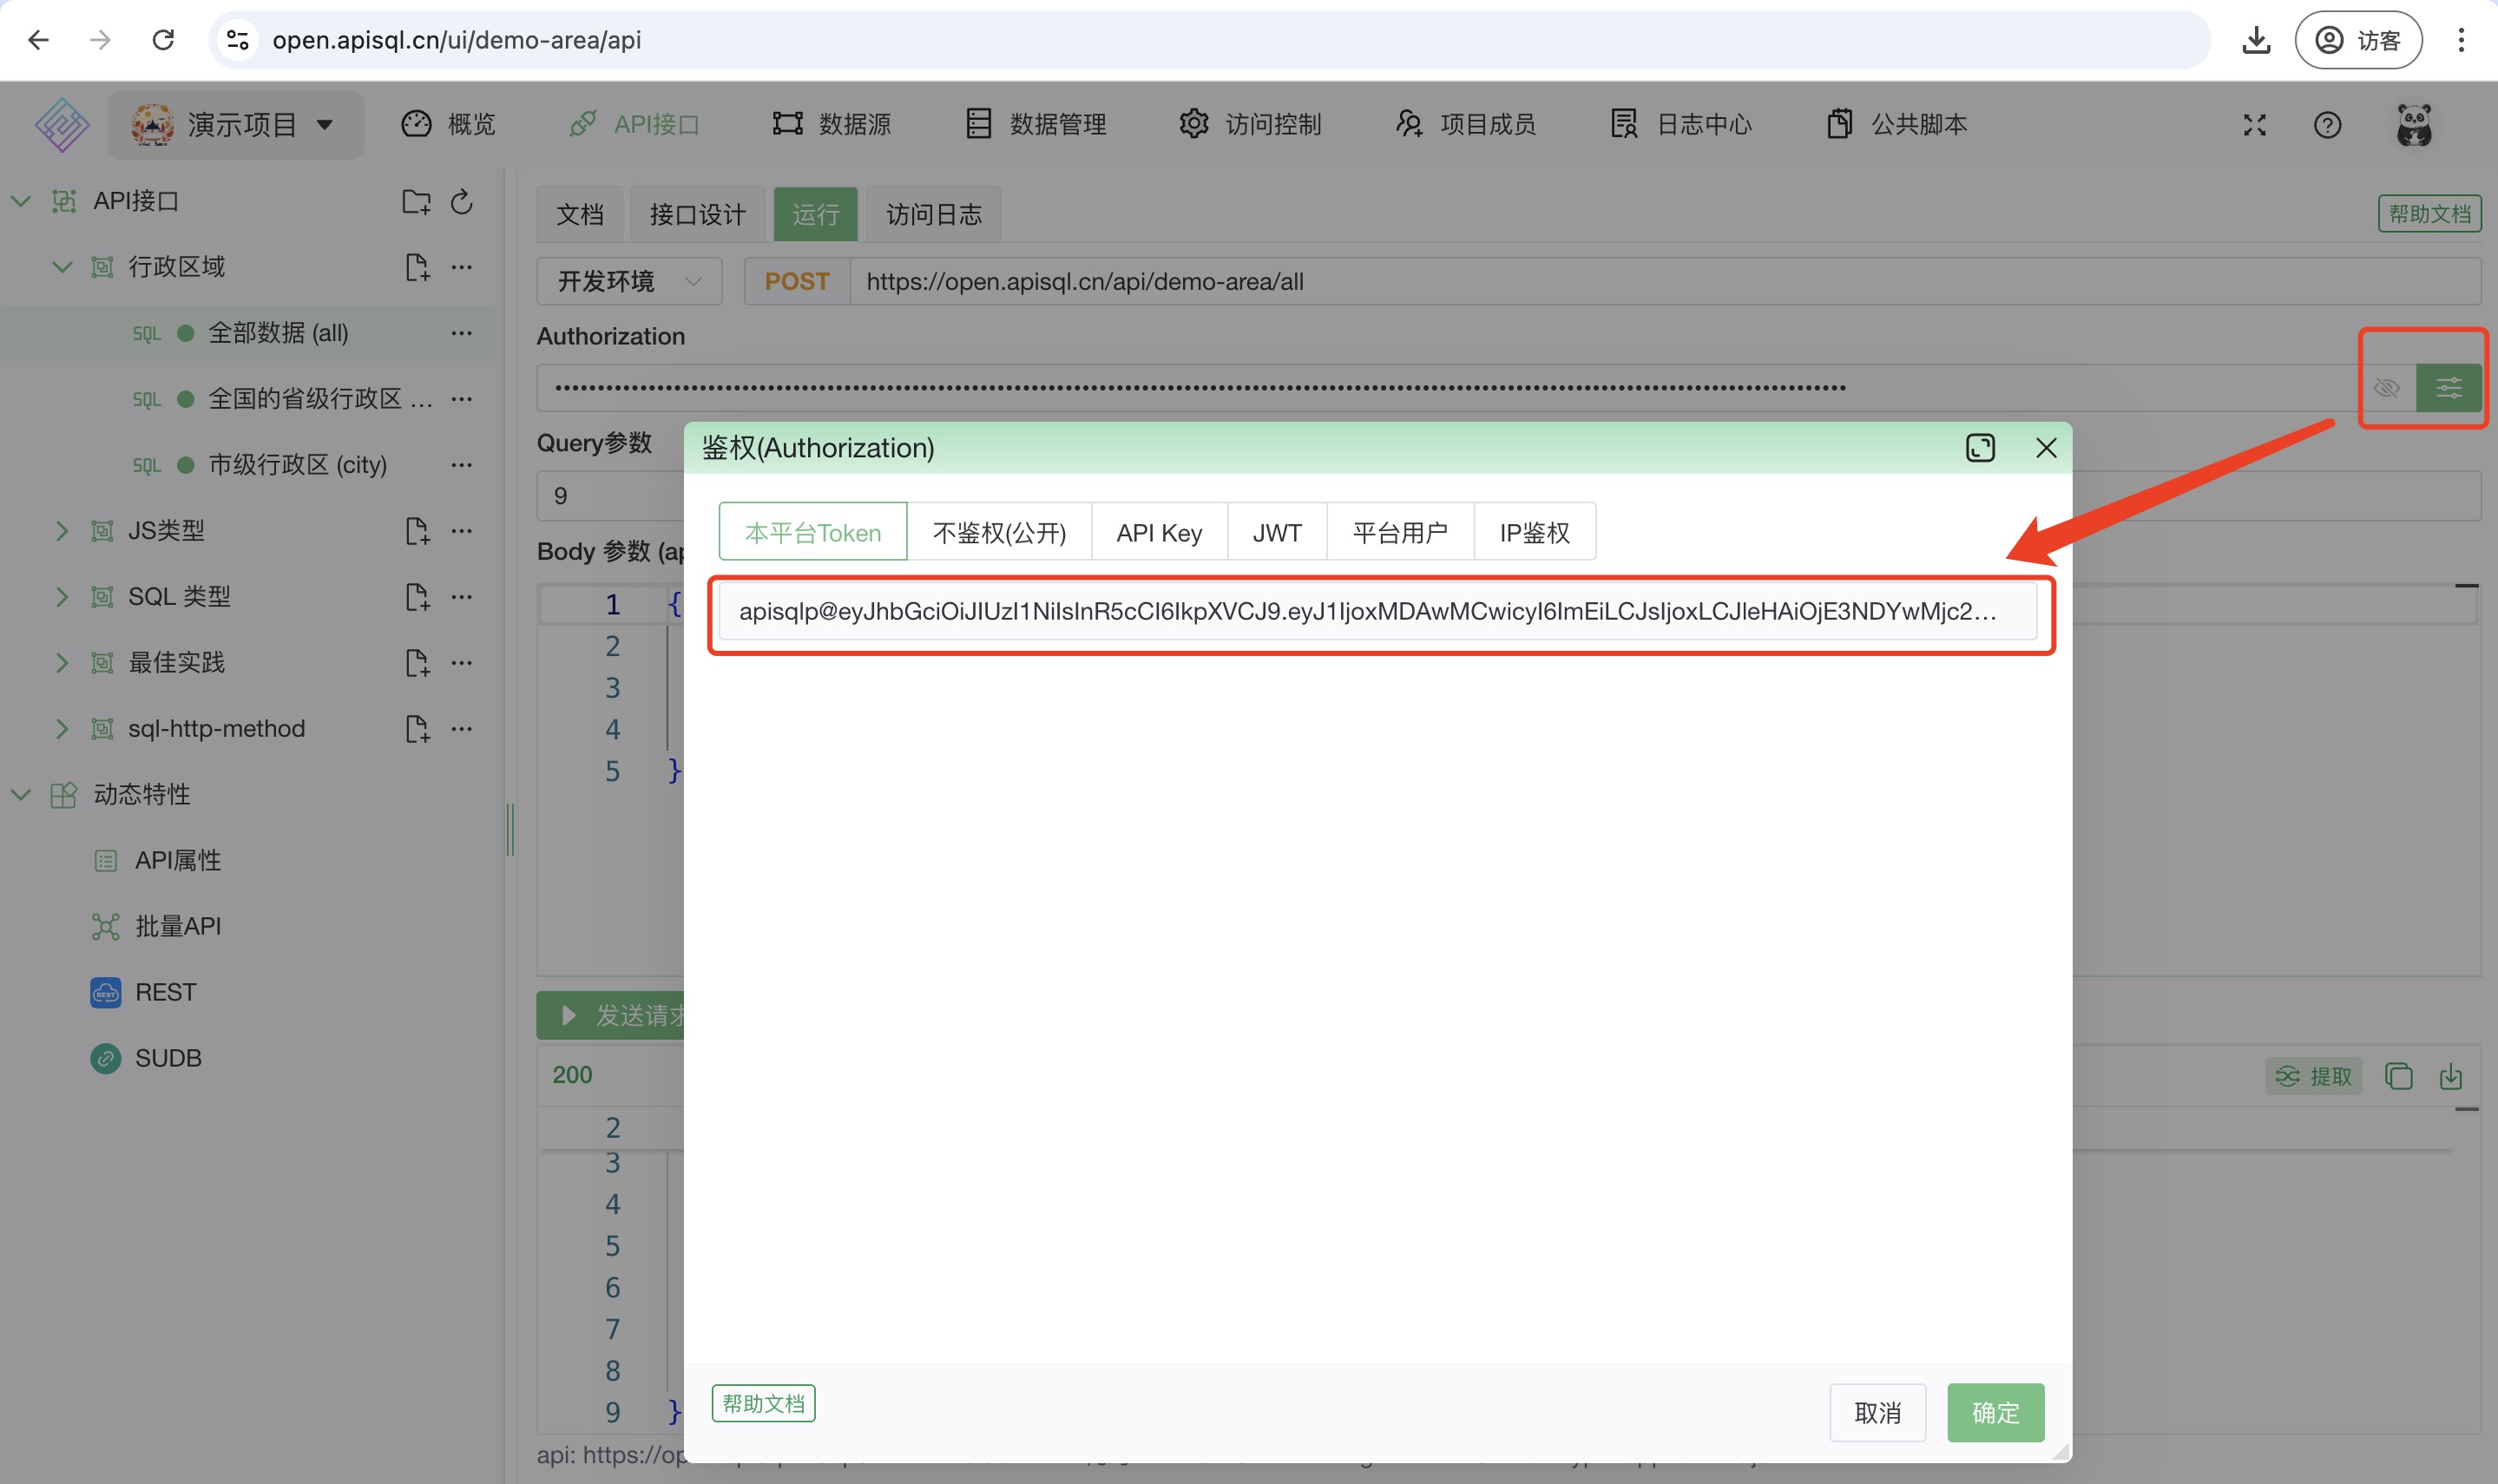 open.apisql.cn/ui/demo-area/api
访客
演示项目
概览
API接口
数据源
数据管理
访问控制
项目成员
日志中心
公共脚本
API接口
行政区域
SQL 全部数据 (all)
SQL 全国的省级行政区 ...
SQL 市级行政区 (city)
JS类型
SQL 类型
最佳实践
sql-http-method
动态特性
API属性
批量API
REST
SUDB
文档
接口设计
运行
访问日志
帮助文档
开发环境
POST
https://open.apisql.cn/api/demo-area/all
Authorization
Query参数
9
Body 参数
1 {
2
3
4
5 }
发送请求
200
提取
2
3
4
5
6
7
8
9 }
api:
鉴权(Authorization)
本平台Token
不鉴权(公开)
API Key
JWT
平台用户
IP鉴权
apisqlp@eyJhbGciOiJIUzI1NiIsInR5cCI6IkpXVCJ9.eyJ1IjoxMDAwMCwicyI6ImEiLCJsIjoxLCJleHAiOjE3NDYwMjc2...
帮助文档
取消
确定